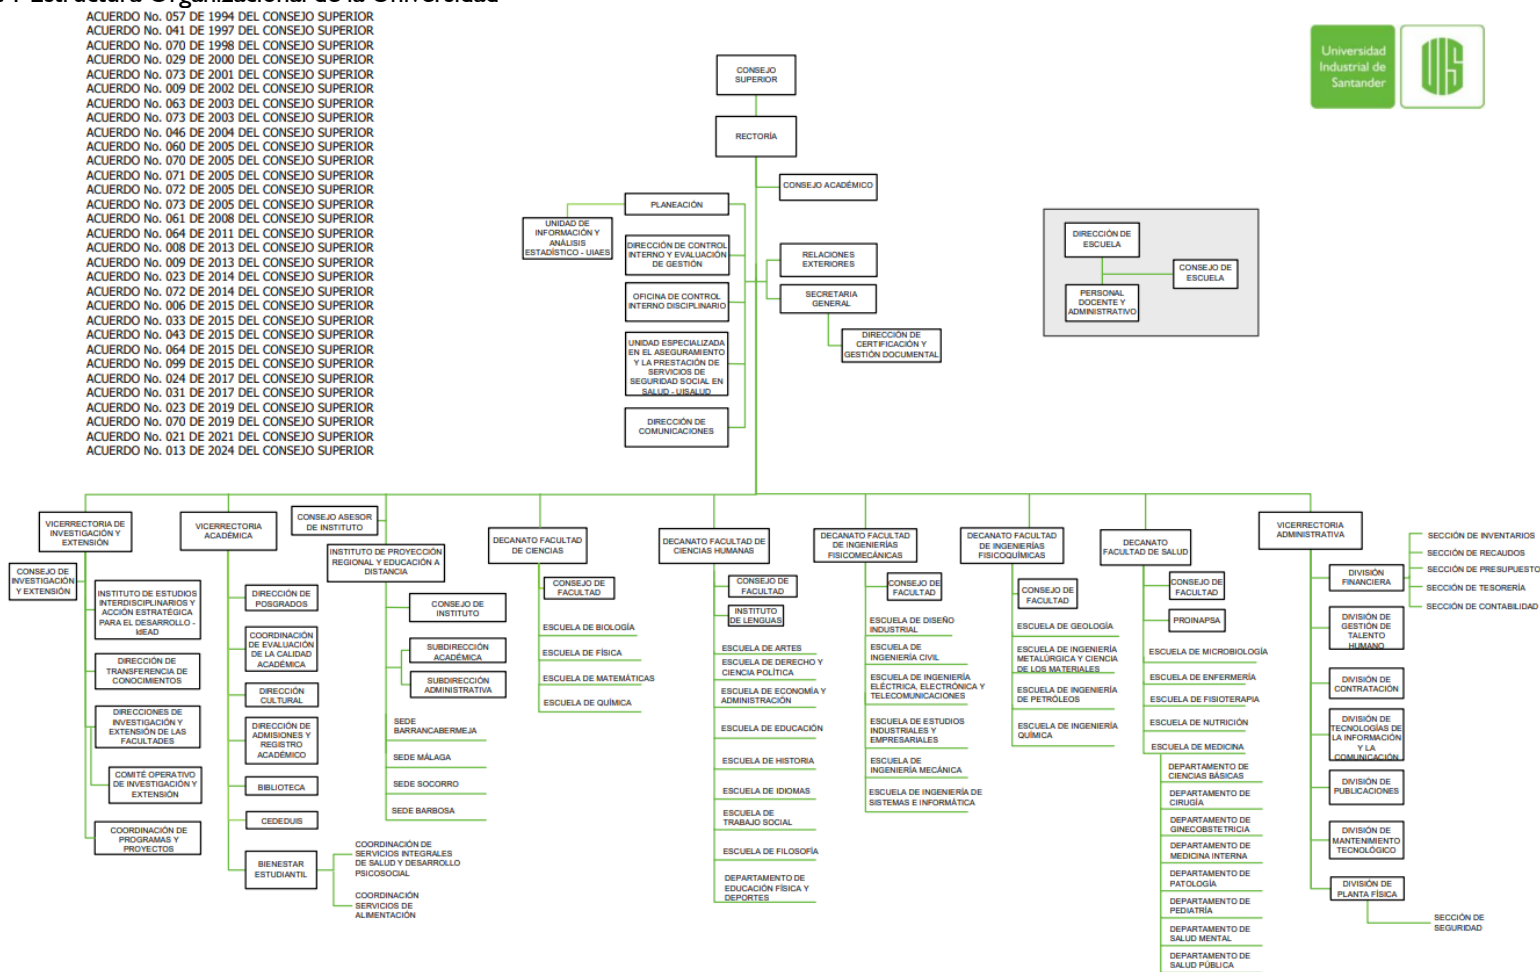 Estructura Organizacional de la Universidad
ACUERDO No. 057 DE 1994 DEL CONSEJO SUPERIOR
ACUERDO No. 041 DE 1997 DEL CONSEJO SUPERIOR
ACUERDO No. 070 DE 1998 DEL CONSEJO SUPERIOR
ACUERDO No. 029 DE 2000 DEL CONSEJO SUPERIOR
ACUERDO No. 073 DE 2001 DEL CONSEJO SUPERIOR
ACUERDO No. 009 DE 2002 DEL CONSEJO SUPERIOR
ACUERDO No. 063 DE 2003 DEL CONSEJO SUPERIOR
ACUERDO No. 073 DE 2003 DEL CONSEJO SUPERIOR
ACUERDO No. 046 DE 2004 DEL CONSEJO SUPERIOR
ACUERDO No. 060 DE 2005 DEL CONSEJO SUPERIOR
ACUERDO No. 070 DE 2005 DEL CONSEJO SUPERIOR
ACUERDO No. 071 DE 2005 DEL CONSEJO SUPERIOR
ACUERDO No. 072 DE 2005 DEL CONSEJO SUPERIOR
ACUERDO No. 073 DE 2005 DEL CONSEJO SUPERIOR
ACUERDO No. 061 DE 2008 DEL CONSEJO SUPERIOR
ACUERDO No. 064 DE 2011 DEL CONSEJO SUPERIOR
ACUERDO No. 008 DE 2013 DEL CONSEJO SUPERIOR
ACUERDO No. 009 DE 2013 DEL CONSEJO SUPERIOR
ACUERDO No. 023 DE 2014 DEL CONSEJO SUPERIOR
ACUERDO No. 072 DE 2014 DEL CONSEJO SUPERIOR
ACUERDO No. 006 DE 2015 DEL CONSEJO SUPERIOR
ACUERDO No. 033 DE 2015 DEL CONSEJO SUPERIOR
ACUERDO No. 043 DE 2015 DEL CONSEJO SUPERIOR
ACUERDO No. 064 DE 2015 DEL CONSEJO SUPERIOR
ACUERDO No. 099 DE 2015 DEL CONSEJO SUPERIOR
ACUERDO No. 024 DE 2017 DEL CONSEJO SUPERIOR
ACUERDO No. 031 DE 2017 DEL CONSEJO SUPERIOR
ACUERDO No. 023 DE 2019 DEL CONSEJO SUPERIOR
ACUERDO No. 070 DE 2019 DEL CONSEJO SUPERIOR
ACUERDO No. 021 DE 2021 DEL CONSEJO SUPERIOR
ACUERDO No. 013 DE 2024 DEL CONSEJO SUPERIOR
Universidad
Industrial de
Santander
UIS
CONSEJO
SUPERIOR
RECTORÍA
CONSEJO ACADÉMICO
PLANEACIÓN
UNIDAD DE
INFORMACIÓN Y
ANÁLISIS
ESTADÍSTICO - UIAES
DIRECCIÓN DE CONTROL
INTERNO Y EVALUACIÓN
DE GESTIÓN
RELACIONES
EXTERIORES
OFICINA DE CONTROL
INTERNO DISCIPLINARIO
SECRETARIA
GENERAL
DIRECCIÓN DE
CERTIFICACIÓN Y
GESTIÓN DOCUMENTAL
UNIDAD ESPECIALIZADA
EN EL ASEGURAMIENTO
Y LA PRESTACIÓN DE
SERVICIOS DE
SEGURIDAD SOCIAL EN
SALUD - UISALUD
DIRECCIÓN DE
COMUNICACIONES
DIRECCIÓN DE
ESCUELA
CONSEJO DE
ESCUELA
PERSONAL
DOCENTE Y
ADMINISTRATIVO
VICERRECTORIA DE
INVESTIGACIÓN Y
EXTENSIÓN
CONSEJO DE
INVESTIGACIÓN
Y EXTENSIÓN
INSTITUTO DE ESTUDIOS
INTERDISCIPLINARIOS Y
ACCIÓN ESTRATÉGICA
PARA EL DESARROLLO -
IdEAD
DIRECCIÓN DE
TRANSFERENCIA DE
CONOCIMIENTOS
DIRECCIONES DE
INVESTIGACIÓN Y
EXTENSIÓN DE LAS
FACULTADES
COMITÉ OPERATIVO
DE INVESTIGACIÓN Y
EXTENSIÓN
COORDINACIÓN DE
PROGRAMAS Y
PROYECTOS
VICERRECTORIA
ACADÉMICA
DIRECCIÓN DE
POSGRADOS
COORDINACIÓN
DE EVALUACIÓN
DE LA CALIDAD
ACADÉMICA
DIRECCIÓN
CULTURAL
DIRECCIÓN DE
ADMISIONES Y
REGISTRO
ACADÉMICO
BIBLIOTECA
CEDEDUIS
BIENESTAR
ESTUDIANTIL
COORDINACIÓN DE
SERVICIOS INTEGRALES
DE SALUD Y DESARROLLO
PSICOSOCIAL
COORDINACIÓN
SERVICIOS DE
ALIMENTACIÓN
CONSEJO ASESOR
DE INSTITUTO
INSTITUTO DE PROYECCIÓN
REGIONAL Y EDUCACIÓN A
DISTANCIA
CONSEJO DE
INSTITUTO
SUBDIRECCIÓN
ACADÉMICA
SUBDIRECCIÓN
ADMINISTRATIVA
SEDE
BARRANCABERMEJA
SEDE MÁLAGA
SEDE SOCORRO
SEDE BARBOSA
DECANATO FACULTAD
DE CIENCIAS
CONSEJO DE
FACULTAD
ESCUELA DE BIOLOGÍA
ESCUELA DE FÍSICA
ESCUELA DE MATEMÁTICAS
ESCUELA DE QUÍMICA
DECANATO FACULTAD DE
CIENCIAS HUMANAS
CONSEJO DE
FACULTAD
INSTITUTO
DE LENGUAS
ESCUELA DE ARTES
ESCUELA DE DERECHO Y
CIENCIA POLÍTICA
ESCUELA DE ECONOMÍA Y
ADMINISTRACIÓN
ESCUELA DE EDUCACIÓN
ESCUELA DE HISTORIA
ESCUELA DE IDIOMAS
ESCUELA DE
TRABAJO SOCIAL
ESCUELA DE FILOSOFÍA
DEPARTAMENTO DE
EDUCACIÓN FÍSICA Y
DEPORTES
DECANATO FACULTAD
DE INGENIERÍAS
FISICOMECÁNICAS
CONSEJO DE
FACULTAD
ESCUELA DE DISEÑO
INDUSTRIAL
ESCUELA DE
INGENIERÍA CIVIL
ESCUELA DE INGENIERÍA
ELÉCTRICA, ELECTRÓNICA Y
TELECOMUNICACIONES
ESCUELA DE ESTUDIOS
INDUSTRIALES Y
EMPRESARIALES
ESCUELA DE
INGENIERÍA MECÁNICA
ESCUELA DE INGENIERÍA DE
SISTEMAS E INFORMÁTICA
DECANATO FACULTAD
DE INGENIERÍAS
FISICOQUÍMICAS
CONSEJO DE
FACULTAD
ESCUELA DE GEOLOGÍA
ESCUELA DE INGENIERÍA
METALÚRGICA Y CIENCIA
DE LOS MATERIALES
ESCUELA DE INGENIERÍA
DE PETRÓLEOS
ESCUELA DE INGENIERÍA
QUÍMICA
DECANATO
FACULTAD DE SALUD
CONSEJO DE
FACULTAD
PROINAPSA
ESCUELA DE MICROBIOLOGÍA
ESCUELA DE ENFERMERÍA
ESCUELA DE FISIOTERAPIA
ESCUELA DE NUTRICIÓN
ESCUELA DE MEDICINA
DEPARTAMENTO DE
CIENCIAS BÁSICAS
DEPARTAMENTO DE
CIRUGÍA
DEPARTAMENTO DE
GINECOBSTETRICIA
DEPARTAMENTO DE
MEDICINA INTERNA
DEPARTAMENTO DE
PATOLOGÍA
DEPARTAMENTO DE
PEDIATRÍA
DEPARTAMENTO DE
SALUD MENTAL
DEPARTAMENTO DE
SALUD PÚBLICA
VICERRECTORIA
ADMINISTRATIVA
DIVISIÓN
FINANCIERA
SECCIÓN DE INVENTARIOS
SECCIÓN DE RECAUDOS
SECCIÓN DE PRESUPUESTO
SECCIÓN DE TESORERÍA
SECCIÓN DE CONTABILIDAD
DIVISIÓN DE
GESTIÓN DE
TALENTO
HUMANO
DIVISIÓN DE
CONTRATACIÓN
DIVISIÓN DE
TECNOLOGÍAS DE
LA INFORMACIÓN
Y LA
COMUNICACIÓN
DIVISIÓN DE
PUBLICACIONES
DIVISIÓN DE
MANTENIMIENTO
TECNOLÓGICO
DIVISIÓN DE
PLANTA FÍSICA
SECCIÓN DE
SEGURIDAD